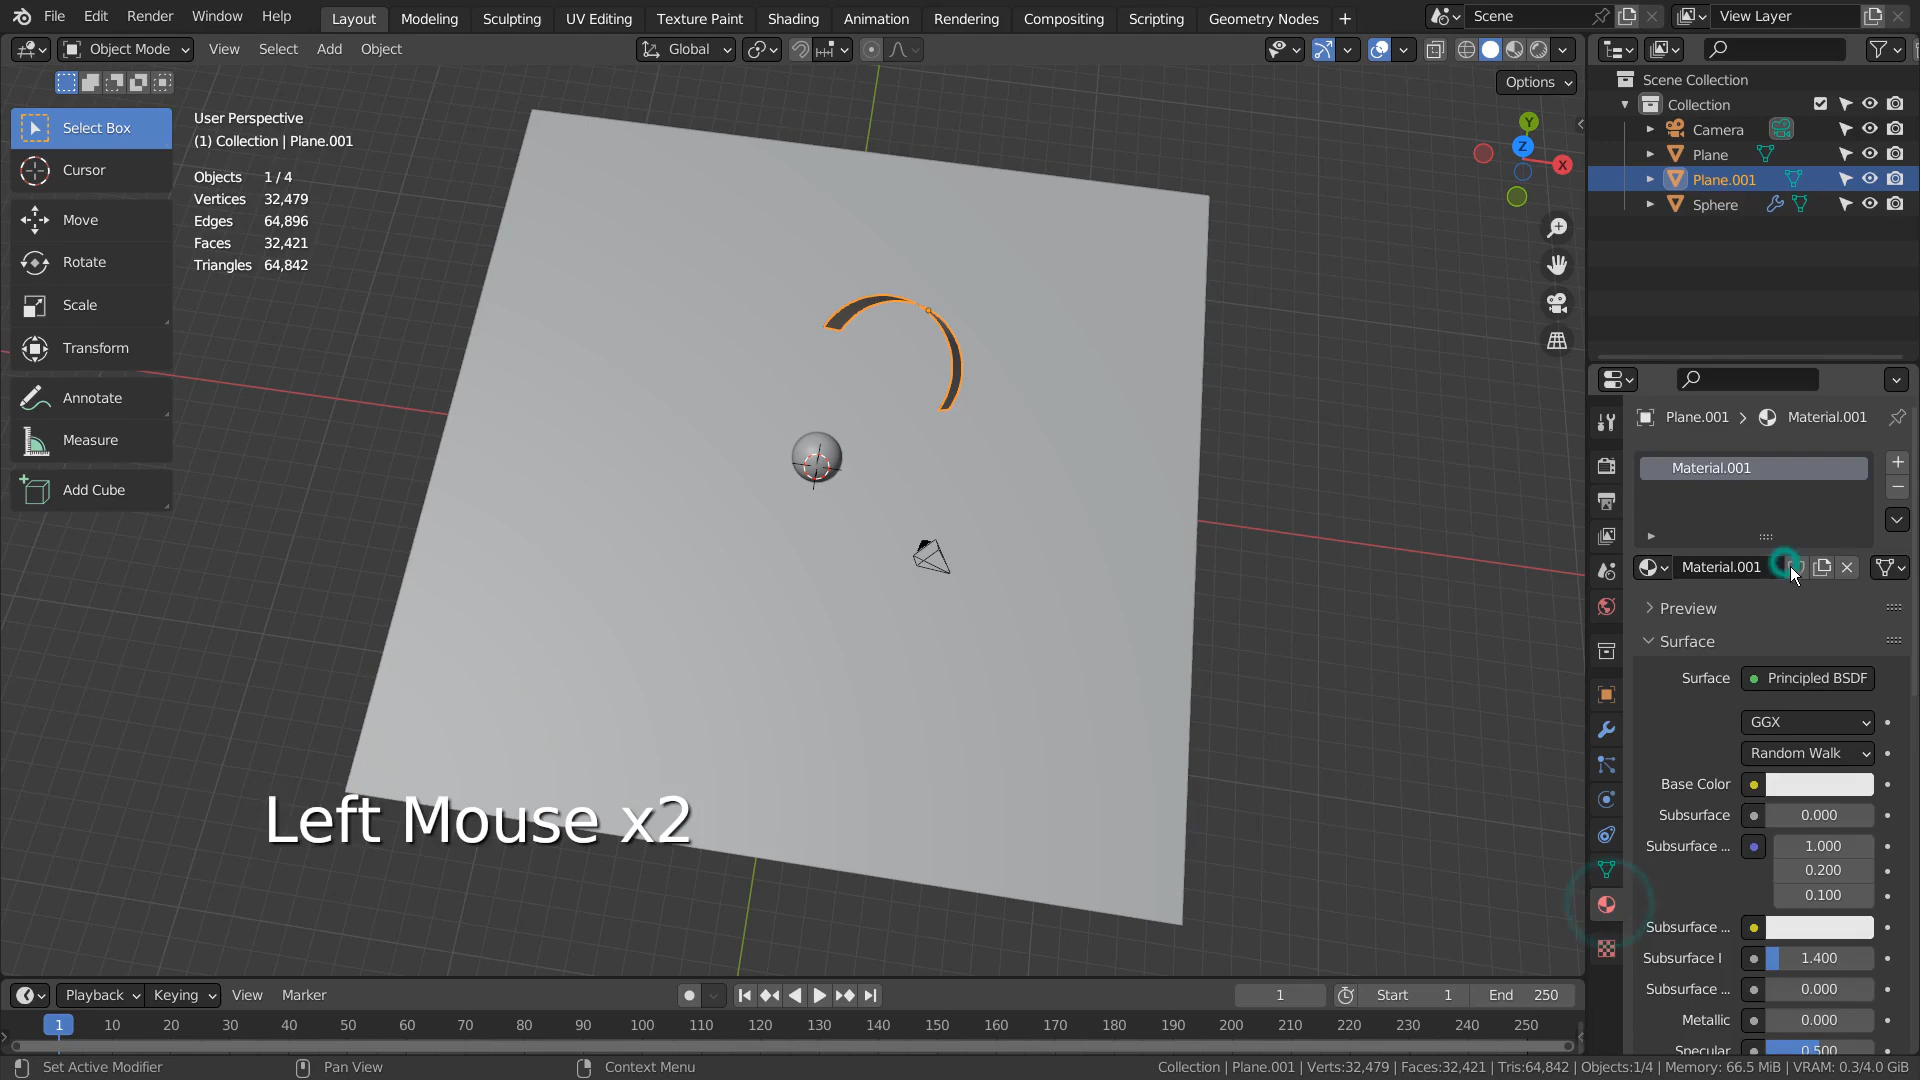 File Edit Render Window Help Layout Modeling Sculpting UV Editing Texture Paint Shading Animation Rendering Compositing Scripting Geometry Nodes + Scene View Layer
Object Mode View Select Add Object Global
Options
Select Box
Cursor
Move
Rotate
Scale
Transform
Annotate
Measure
Add Cube
User Perspective
(1) Collection | Plane.001
Objects 1 / 4
Vertices 32,479
Edges 64,896
Faces 32,421
Triangles 64,842
Y
Z
X
Left Mouse x2
Scene Collection
Collection
Camera
Plane
Plane.001
Sphere
Plane.001 > Material.001
Material.001
Material.001
Preview
Surface
Surface Principled BSDF
GGX
Random Walk
Base Color
Subsurface 0.000
Subsurface ... 1.000
0.200
0.100
Subsurface ...
Subsurface I 1.400
Subsurface ... 0.000
Metallic 0.000
Specular 0.500
Playback Keying View Marker 1 Start 1 End 250
1 10 20 30 40 50 60 70 80 90 100 110 120 130 140 150 160 170 180 190 200 210 220 230 240 250
Set Active Modifier Pan View Context Menu Collection | Plane.001 | Verts:32,479 | Faces:32,421 | Tris:64,842 | Objects:1/4 | Memory: 66.5 MiB | VRAM: 0.3/4.0 GiB